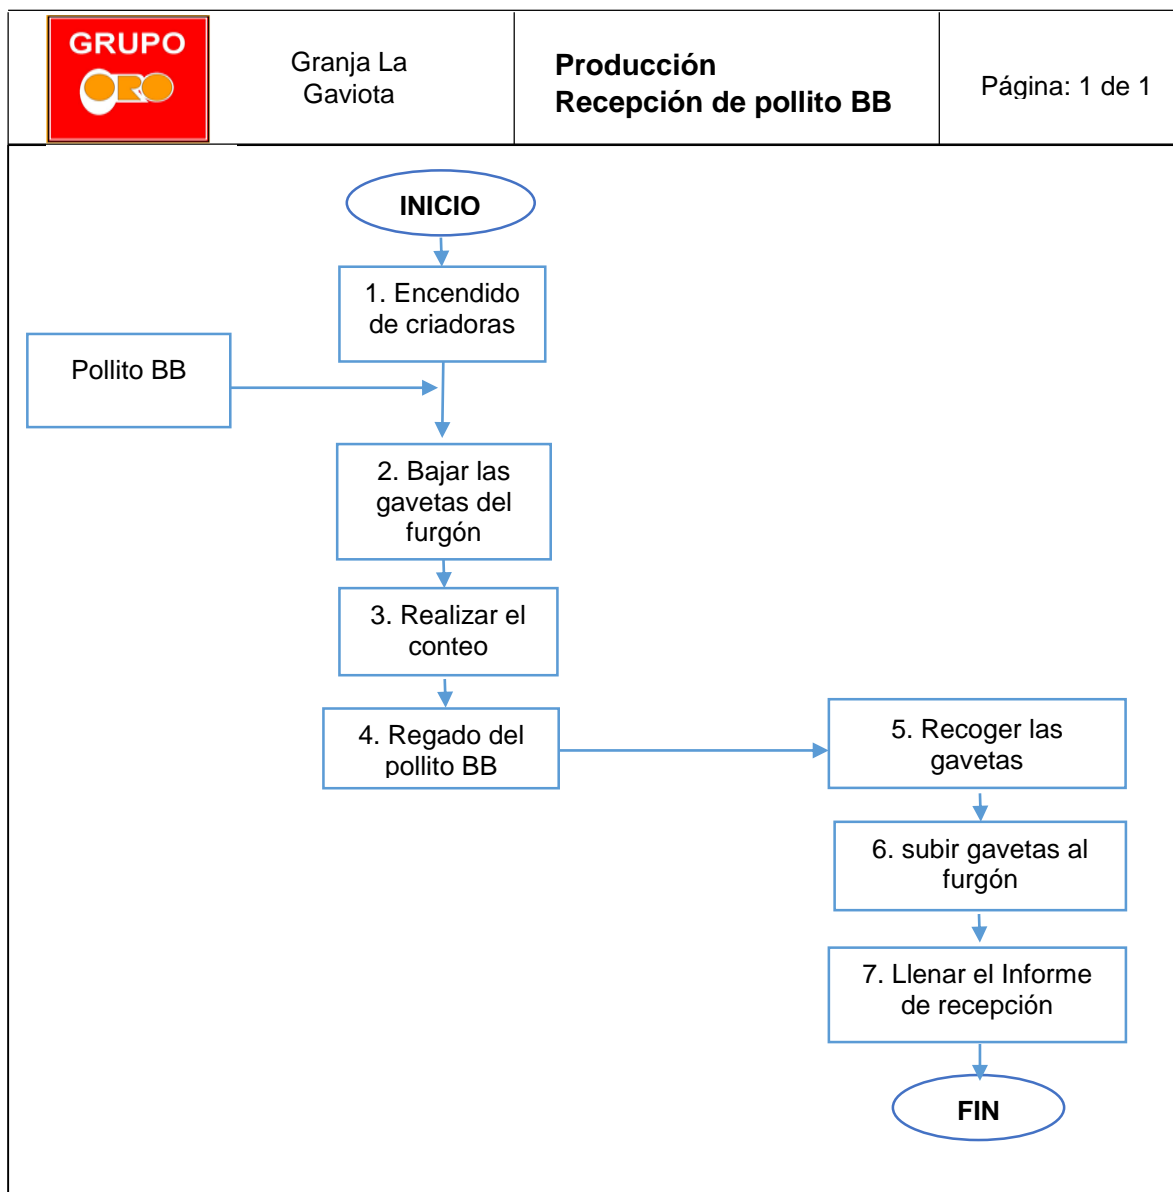 GRUPO
ORO
Granja La
Gaviota
Producción
Recepción de pollito BB
Página: 1 de 1
INICIO
1. Encendido
de criadoras
Pollito BB
2. Bajar las
gavetas del
furgón
3. Realizar el
conteo
4. Regado del
pollito BB
5. Recoger las
gavetas
6. subir gavetas al
furgón
7. Llenar el Informe
de recepción
FIN